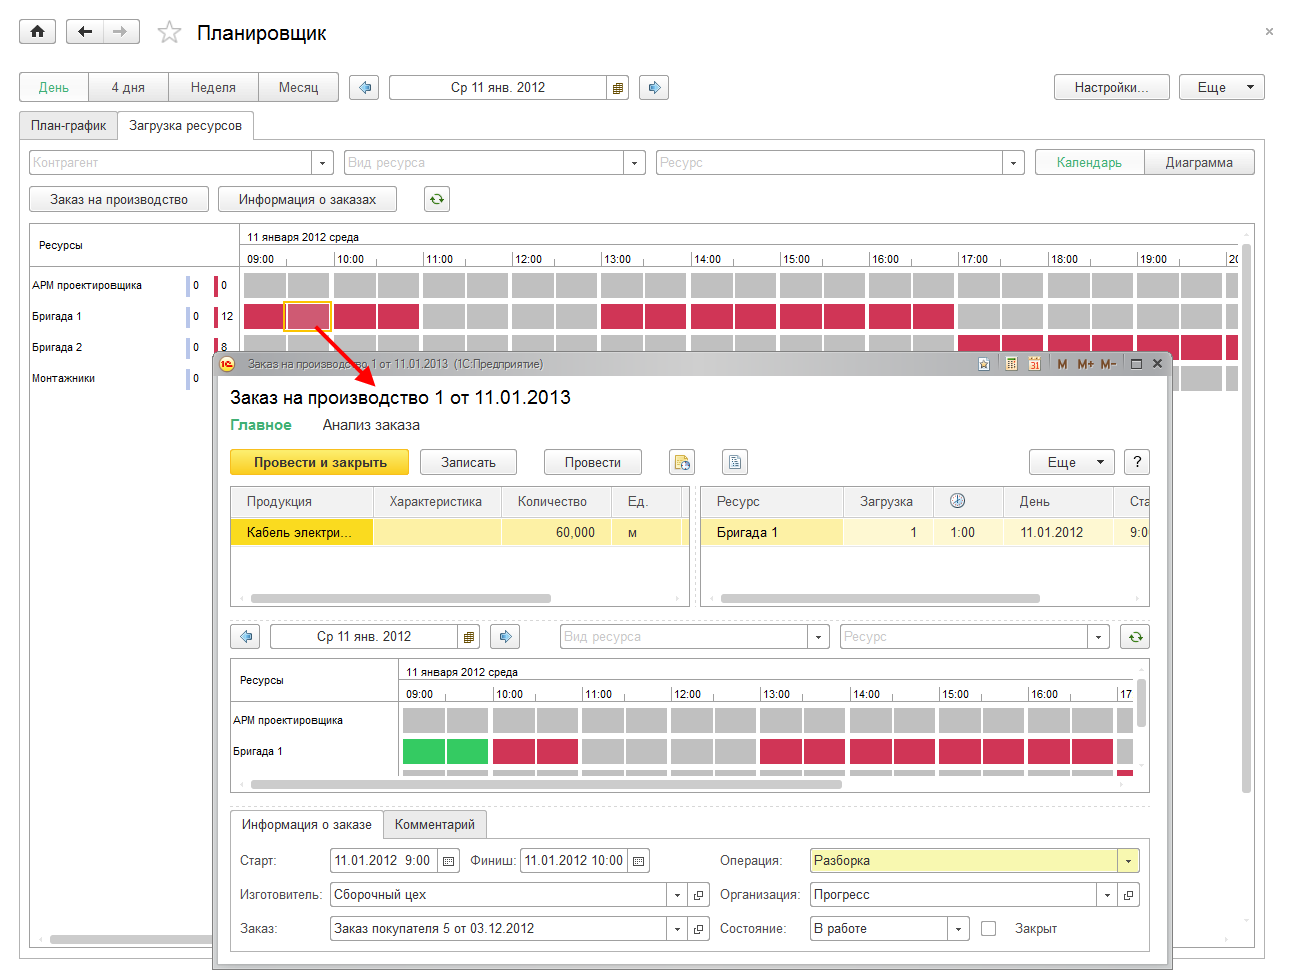 Планировщик
День 4 дня Неделя Месяц Ср 11 янв. 2012 Настройки... Еще
План-график Загрузка ресурсов
Контрагент Вид ресурса Ресурс Календарь Диаграмма
Заказ на производство Информация о заказах
Ресурсы 11 января 2012 среда
09:00 10:00 11:00 12:00 13:00 14:00 15:00 16:00 17:00 18:00 19:00 20
АРМ проектировщика 0 0
Бригада 1 0 12
Бригада 2 0 8
Монтажники 0
1С Заказ на производство 1 от 11.01.2013 (1С:Предприятие) 31 M M+ M-
Заказ на производство 1 от 11.01.2013
Главное Анализ заказа
Провести и закрыть Записать Провести Еще ?
Продукция Характеристика Количество Ед. Ресурс Загрузка День Ста
Кабель электри... 60,000 м Бригада 1 1 1:00 11.01.2012 9:0
Ср 11 янв. 2012 Вид ресурса Ресурс
Ресурсы 11 января 2012 среда
09:00 10:00 11:00 12:00 13:00 14:00 15:00 16:00 17
АРМ проектировщика
Бригада 1
Информация о заказе Комментарий
Старт: 11.01.2012 9:00 Финиш: 11.01.2012 10:00 Операция: Разборка
Изготовитель: Сборочный цех Организация: Прогресс
Заказ: Заказ покупателя 5 от 03.12.2012 Состояние: В работе Закрыт